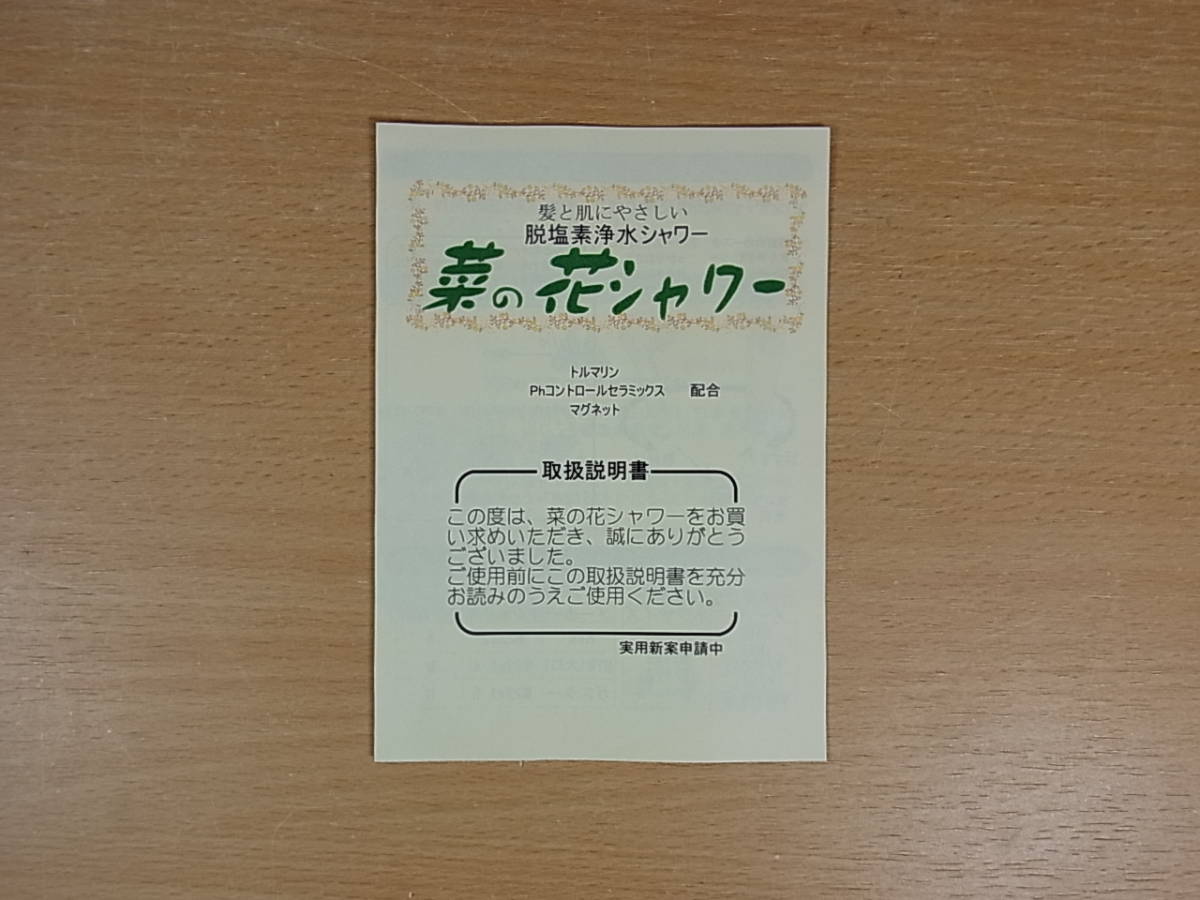 髪と肌にやさしい
脱塩素浄水シャワー
菜の花シャワー
トルマリン
Phコントロールセラミックス 配合
マグネット
取扱説明書
この度は、菜の花シャワーをお買
い求めいただき、誠にありがとう
ございました。
ご使用前にこの取扱説明書を充分
お読みのうえご使用ください。
実用新案申請中